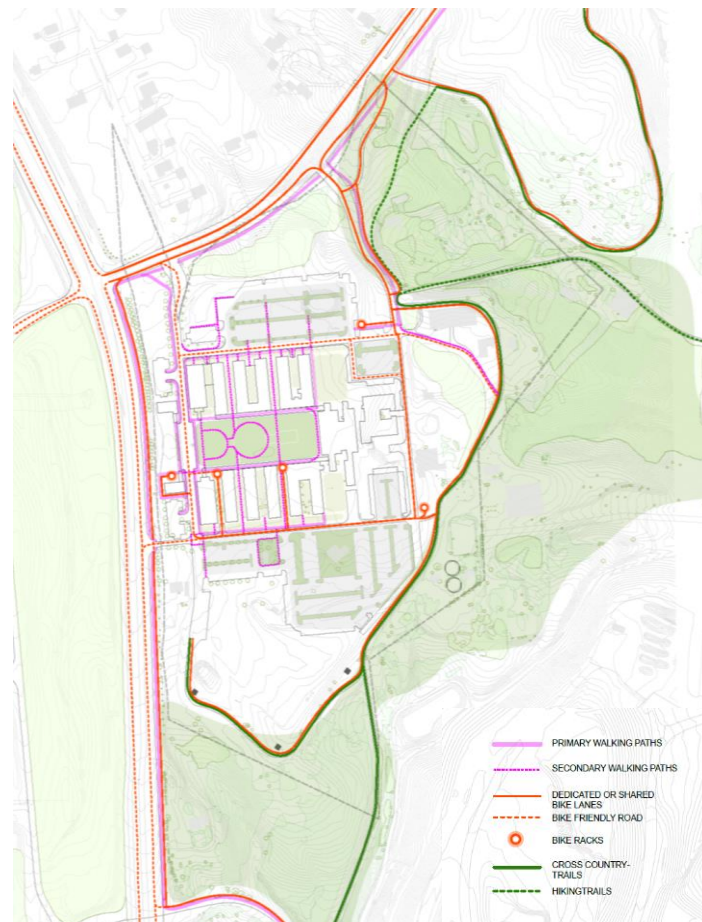 PRIMARY WALKING PATHS
SECONDARY WALKING PATHS
DEDICATED OR SHARED
BIKE LANES
BIKE FRIENDLY ROAD
BIKE RACKS
CROSS COUNTRY-
TRAILS
HIKINGTRAILS